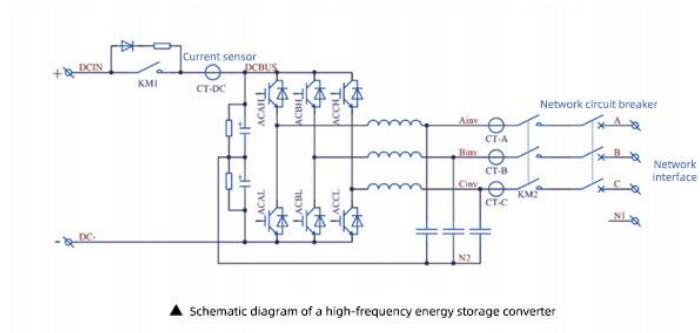 Current sensor
+ DCIN
DCBUS
KM1
CT-DC
ACAH
ACBH
ACCH
Network circuit breaker
Ainv
A
CT-A
Binv
B
CT-B
Network
interface
Cinv
C
CT-C
KM2
ACAL
ACBL
ACCL
N1
- DC-
N2
▲ Schematic diagram of a high-frequency energy storage converter